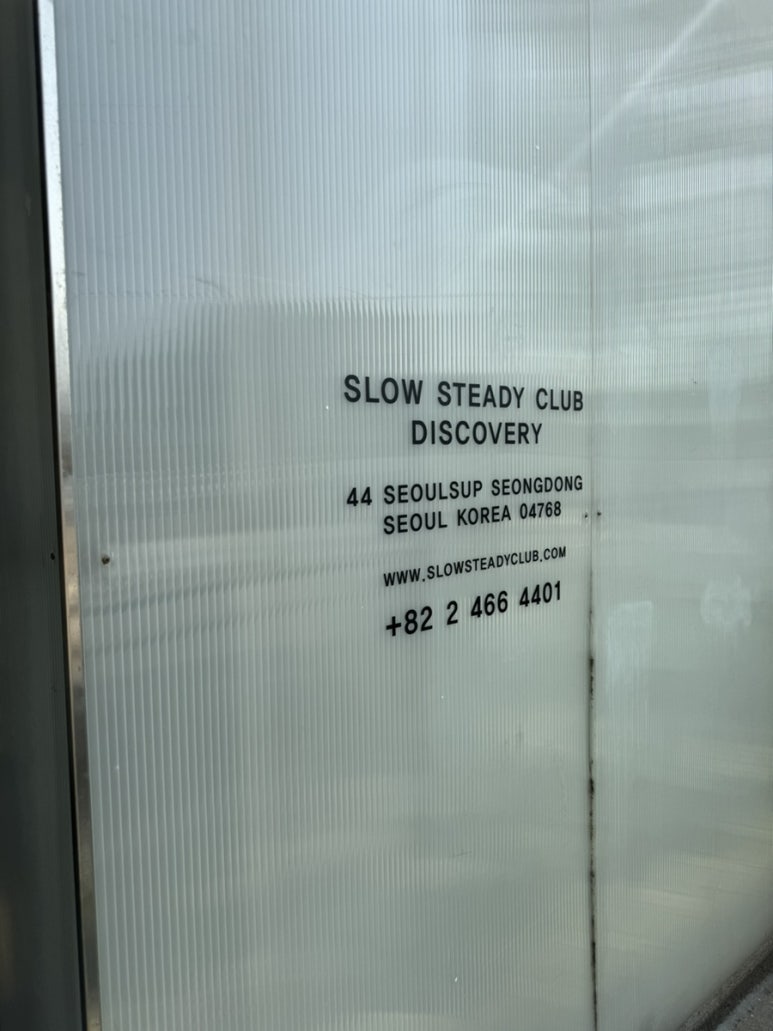 SLOW STEADY CLUB
DISCOVERY
44 SEOULSUP SEONGDONG
SEOUL KOREA 04768
WWW.SLOWSTEADYCLUB.COM
+82 2 466 4401